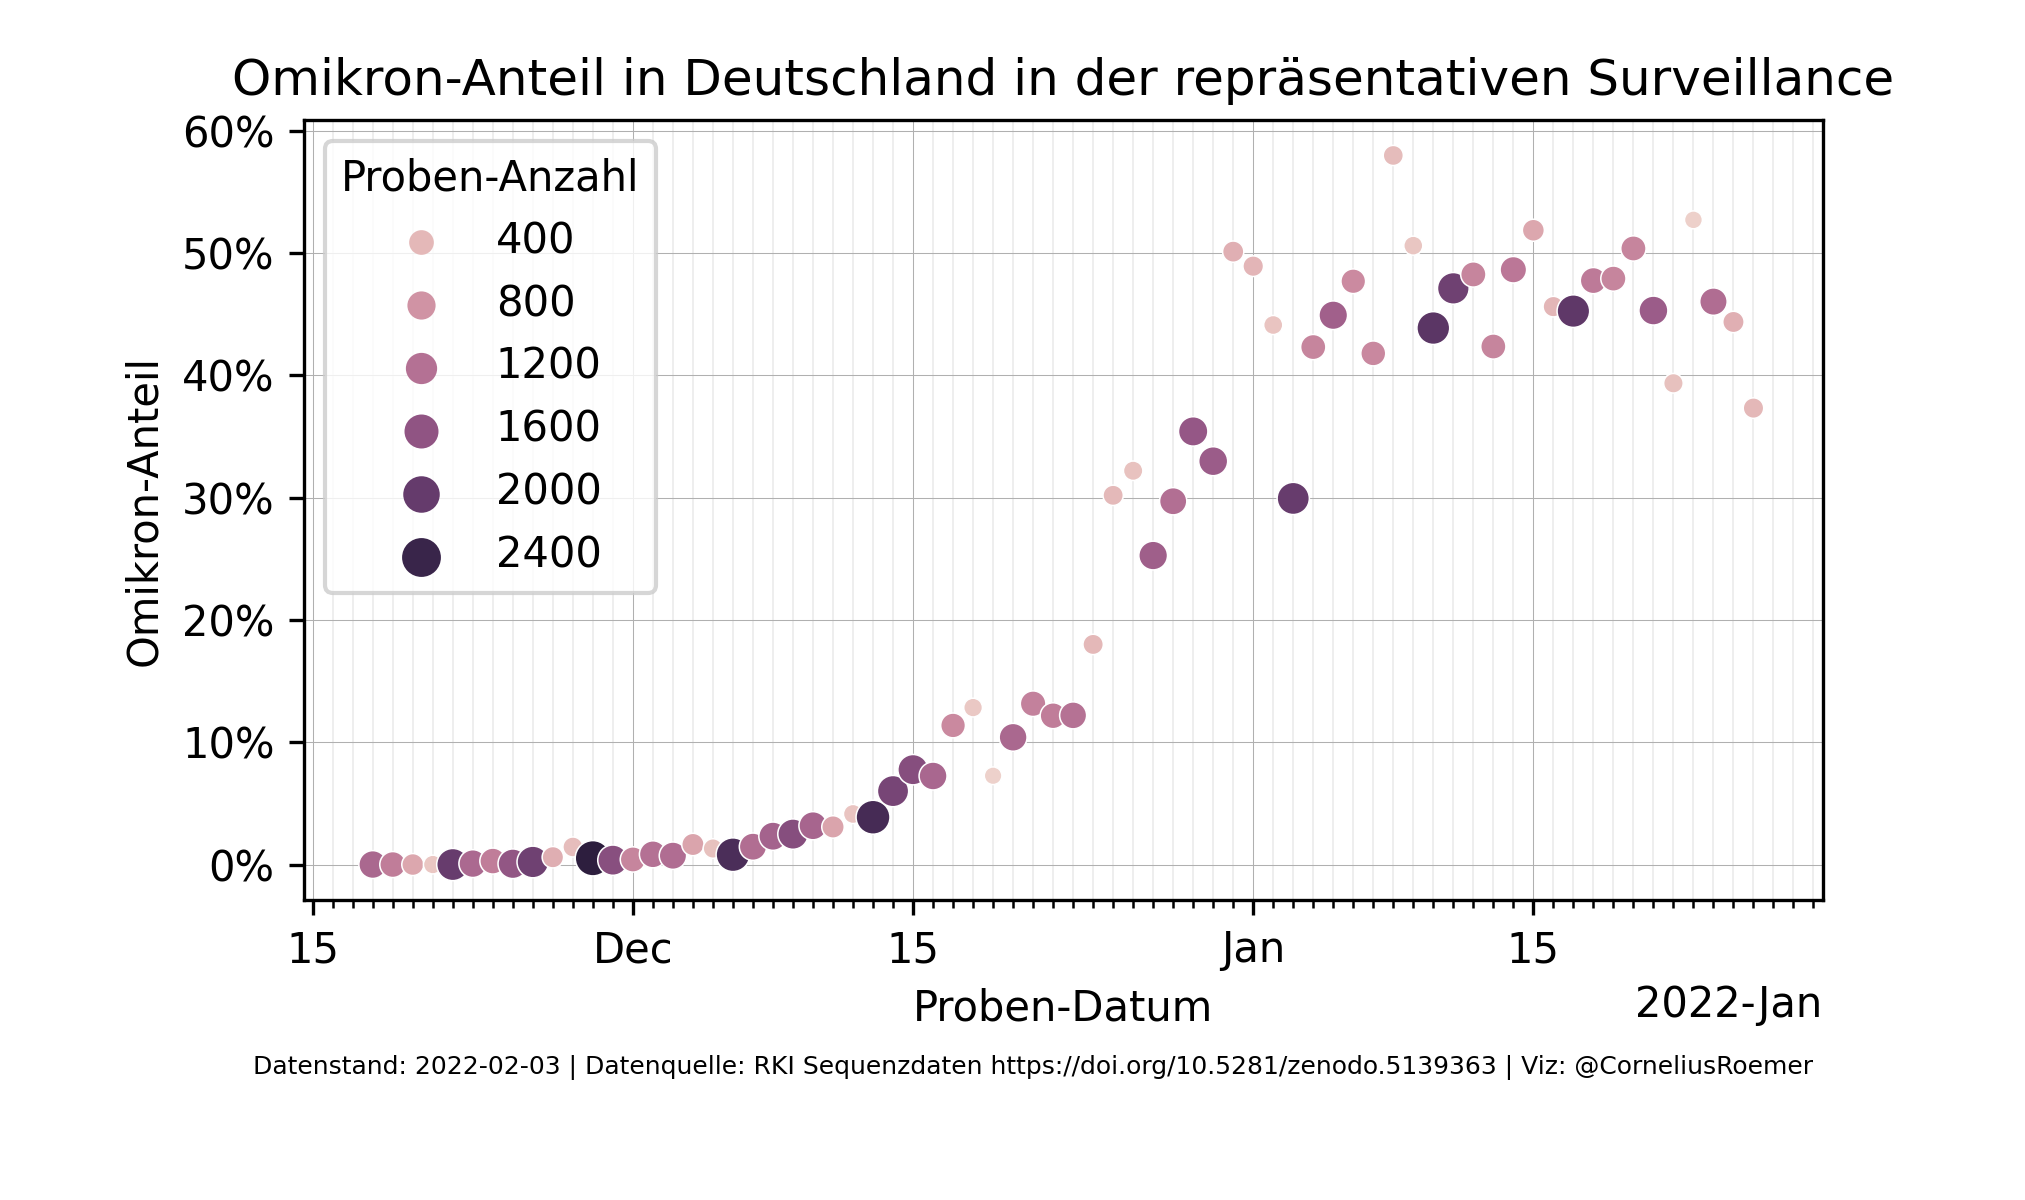 Omikron-Anteil in Deutschland in der repräsentativen Surveillance
60%
50%
40%
30%
20%
10%
0%
Omikron-Anteil
Proben-Anzahl
400
800
1200
1600
2000
2400
15 Dec 15 Jan 15
Proben-Datum
2022-Jan
Datenstand: 2022-02-03 | Datenquelle: RKI Sequenzdaten https://doi.org/10.5281/zenodo.5139363 | Viz: @CorneliusRoemer